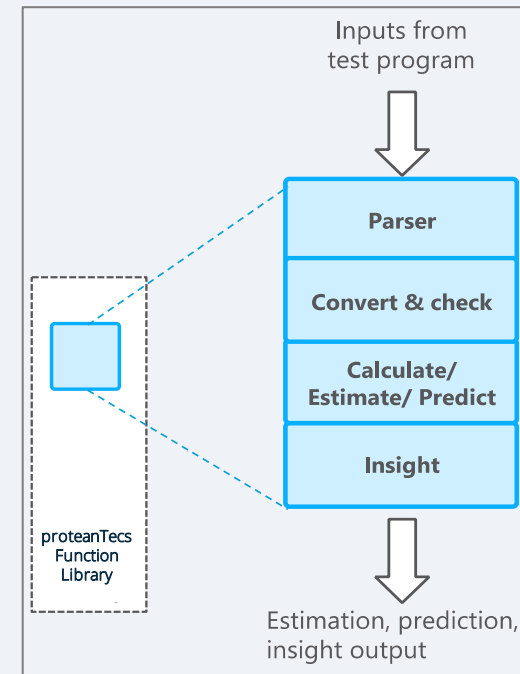 Inputs from
test program
Parser
Convert & check
Calculate/
Estimate/ Predict
Insight
proteanTecs
Function
Library
Estimation, prediction,
insight output